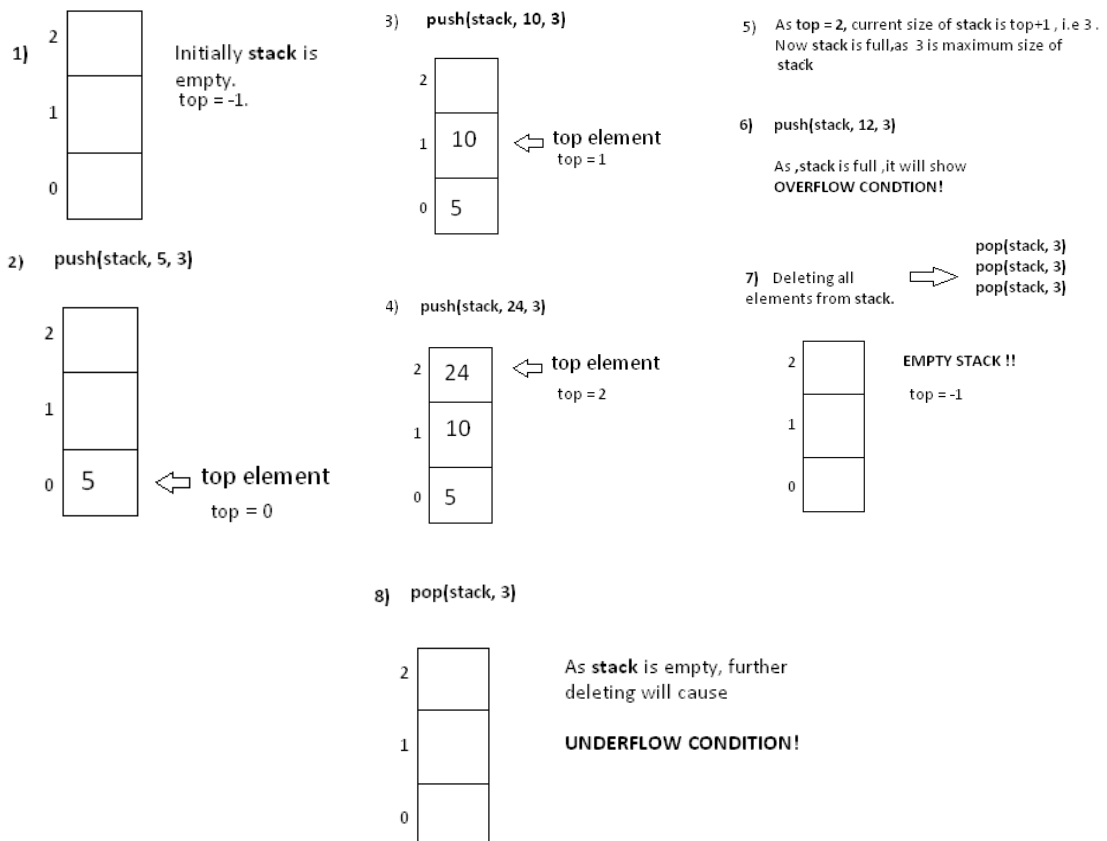 1)
2
1
0
Initially stack is
empty.
top = -1.
2) push(stack, 5, 3)
2
1
0
5
top element
top = 0
3) push(stack, 10, 3)
2
1
0
10
5
top element
top = 1
4) push(stack, 24, 3)
2
1
0
24
10
5
top element
top = 2
5) As top = 2, current size of stack is top+1 , i.e 3 .
Now stack is full,as 3 is maximum size of
stack
6) push(stack, 12, 3)
As ,stack is full ,it will show
OVERFLOW CONDTION!
7) Deleting all
elements from stack.
pop(stack, 3)
pop(stack, 3)
pop(stack, 3)
2
1
0
EMPTY STACK !!
top = -1
8) pop(stack, 3)
2
1
0
As stack is empty, further
deleting will cause
UNDERFLOW CONDITION!